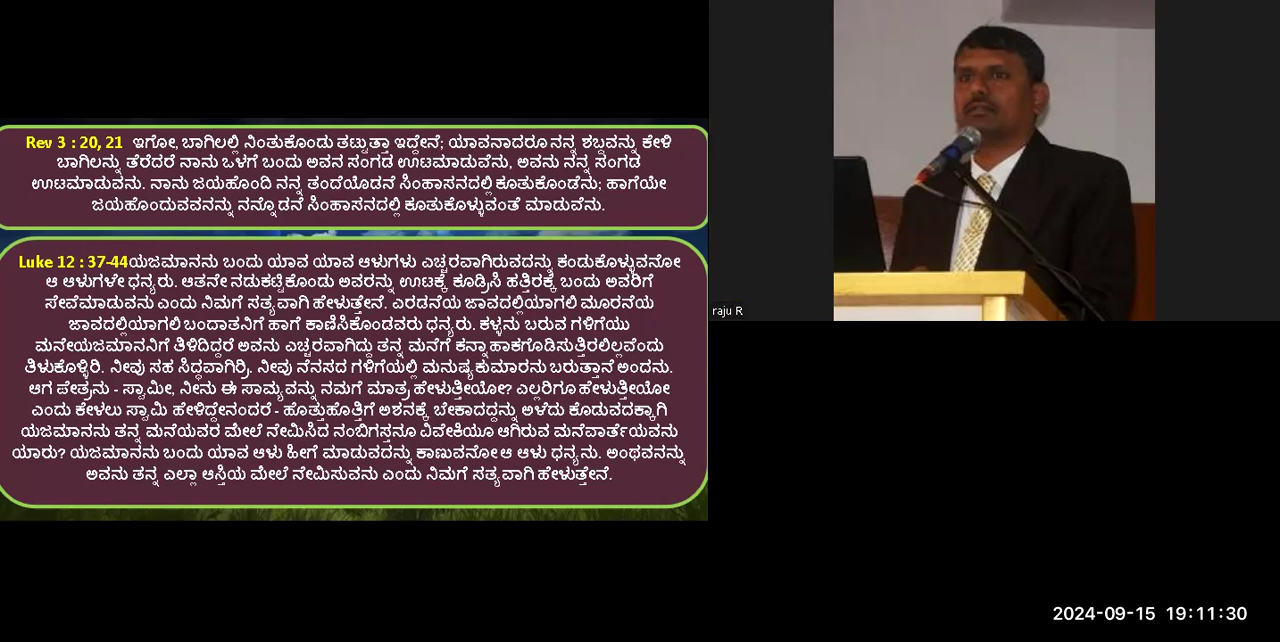 Rev 3 : 20, 21 ಇಗೋ, ಬಾಗಿಲಲ್ಲಿ ನಿಂತುಕೊಂಡು ತಟ್ಟುತ್ತಾ ಇದ್ದೇನೆ; ಯಾವನಾದರೂ ನನ್ನ ಶಬ್ದವನ್ನು ಕೇಳಿ
ಬಾಗಿಲನ್ನು ತೆರೆದರೆ ನಾನು ಒಳಗೆ ಬಂದು ಅವನ ಸಂಗಡ ಊಟಮಾಡುವೆನು, ಅವನು ನನ್ನ ಸಂಗಡ
ಊಟಮಾಡುವನು. ನಾನು ಜಯಹೊಂದಿ ನನ್ನ ತಂದೆಯೊಡನೆ ಸಿಂಹಾಸನದಲ್ಲಿ ಕೂತುಕೊಂಡೆನು; ಹಾಗೆಯೇ
ಜಯಹೊಂದುವವನನ್ನು ನನ್ನೊಡನೆ ಸಿಂಹಾಸನದಲ್ಲಿ ಕೂತುಕೊಳ್ಳುವಂತೆ ಮಾಡುವೆನು.
Luke 12 : 37-44ಯಜಮಾನನು ಬಂದು ಯಾವ ಯಾವ ಆಳುಗಳು ಎಚ್ಚರವಾಗಿರುವದನ್ನು ಕಂಡುಕೊಳ್ಳುವನೋ
ಆ ಆಳುಗಳೇ ಧನ್ಯರು. ಆತನೇ ನಡುಕಟ್ಟಿಕೊಂಡು ಅವರನ್ನು ಊಟಕ್ಕೆ ಕೂಡ್ರಿಸಿ ಹತ್ತಿರಕ್ಕೆ ಬಂದು ಅವರಿಗೆ
ಸೇವೆಮಾಡುವನು ಎಂದು ನಿಮಗೆ ಸತ್ಯವಾಗಿ ಹೇಳುತ್ತೇನೆ. ಎರಡನೆಯ ಜಾವದಲ್ಲಿಯಾಗಲಿ ಮೂರನೆಯ
ಜಾವದಲ್ಲಿಯಾಗಲಿ ಬಂದಾತನಿಗೆ ಹಾಗೆ ಕಾಣಿಸಿಕೊಂಡವರು ಧನ್ಯರು. ಕಳ್ಳನು ಬರುವ ಗಳಿಗೆಯು
ಮನೇಯಜಮಾನನಿಗೆ ತಿಳಿದಿದ್ದರೆ ಅವನು ಎಚ್ಚರವಾಗಿದ್ದು ತನ್ನ ಮನೆಗೆ ಕನ್ನಾಹಾಕಗೊಡಿಸುತ್ತಿರಲಿಲ್ಲವೆಂದು
ತಿಳುಕೊಳ್ಳಿರಿ. ನೀವು ಸಹ ಸಿದ್ಧವಾಗಿರ್ರಿ. ನೀವು ನೆನಸದ ಗಳಿಗೆಯಲ್ಲಿ ಮನುಷ್ಯಕುಮಾರನು ಬರುತ್ತಾನೆ ಅಂದನು.
ಆಗ ಪೇತ್ರನು - ಸ್ವಾಮೀ, ನೀನು ಈ ಸಾಮ್ಯವನ್ನು ನಮಗೆ ಮಾತ್ರ ಹೇಳುತ್ತೀಯೋ? ಎಲ್ಲರಿಗೂ ಹೇಳುತ್ತೀಯೋ
ಎಂದು ಕೇಳಲು ಸ್ವಾಮಿ ಹೇಳಿದ್ದೇನಂದರೆ - ಹೊತ್ತುಹೊತ್ತಿಗೆ ಅಶನಕ್ಕೆ ಬೇಕಾದದ್ದನ್ನು ಅಳೆದು ಕೊಡುವದಕ್ಕಾಗಿ
ಯಜಮಾನನು ತನ್ನ ಮನೆಯವರ ಮೇಲೆ ನೇಮಿಸಿದ ನಂಬಿಗಸ್ತನೂ ವಿವೇಕಿಯೂ ಆಗಿರುವ ಮನೆವಾರ್ತೆಯವನು
ಯಾರು? ಯಜಮಾನನು ಬಂದು ಯಾವ ಆಳು ಹೀಗೆ ಮಾಡುವದನ್ನು ಕಾಣುವನೋ ಆ ಆಳು ಧನ್ಯನು. ಅಂಥವನನ್ನು
ಅವನು ತನ್ನ ಎಲ್ಲಾ ಆಸ್ತಿಯ ಮೇಲೆ ನೇಮಿಸುವನು ಎಂದು ನಿಮಗೆ ಸತ್ಯವಾಗಿ ಹೇಳುತ್ತೇನೆ.
raju R
2024-09-15 19:11:30